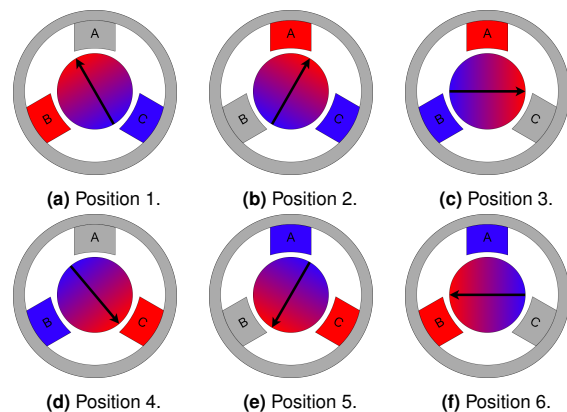 A
B
C
A
B
C
A
B
C
(a) Position 1.
(b) Position 2.
(c) Position 3.
A
B
C
A
B
C
A
B
C
(d) Position 4.
(e) Position 5.
(f) Position 6.